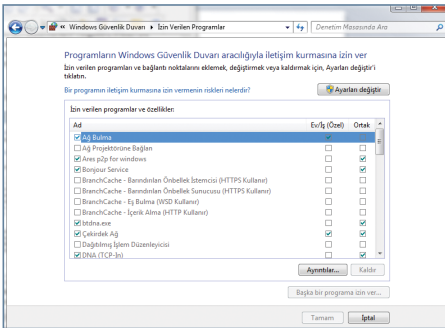 « Windows Güvenlik Duvarı ▸ İzin Verilen Programlar
Denetim Masasında Ara
Programların Windows Güvenlik Duvarı aracılığıyla iletişim kurmasına izin ver
İzin verilen programları ve bağlantı noktalarını eklemek, değiştirmek veya kaldırmak için, Ayarları değiştir'i
tıklatın.
Bir programın iletişim kurmasına izin vermenin riskleri nelerdir?
Ayarları değiştir
İzin verilen programlar ve özellikler:
Ad Ev/İş (Özel) Ortak
Ağ Bulma
Ağ Projektörüne Bağlan
Ares p2p for windows
Bonjour Service
BranchCache - Barındırılan Önbellek İstemcisi (HTTPS Kullanır)
BranchCache - Barındırılan Önbellek Sunucusu (HTTPS Kullanır)
BranchCache - Eş Bulma (WSD Kullanır)
BranchCache - İçerik Alma (HTTP Kullanır)
btdna.exe
Çekirdek Ağ
Dağıtılmış İşlem Düzenleyicisi
DNA (TCP-In)
Ayrıntılar...
Kaldır
Başka bir programa izin ver...
Tamam
İptal